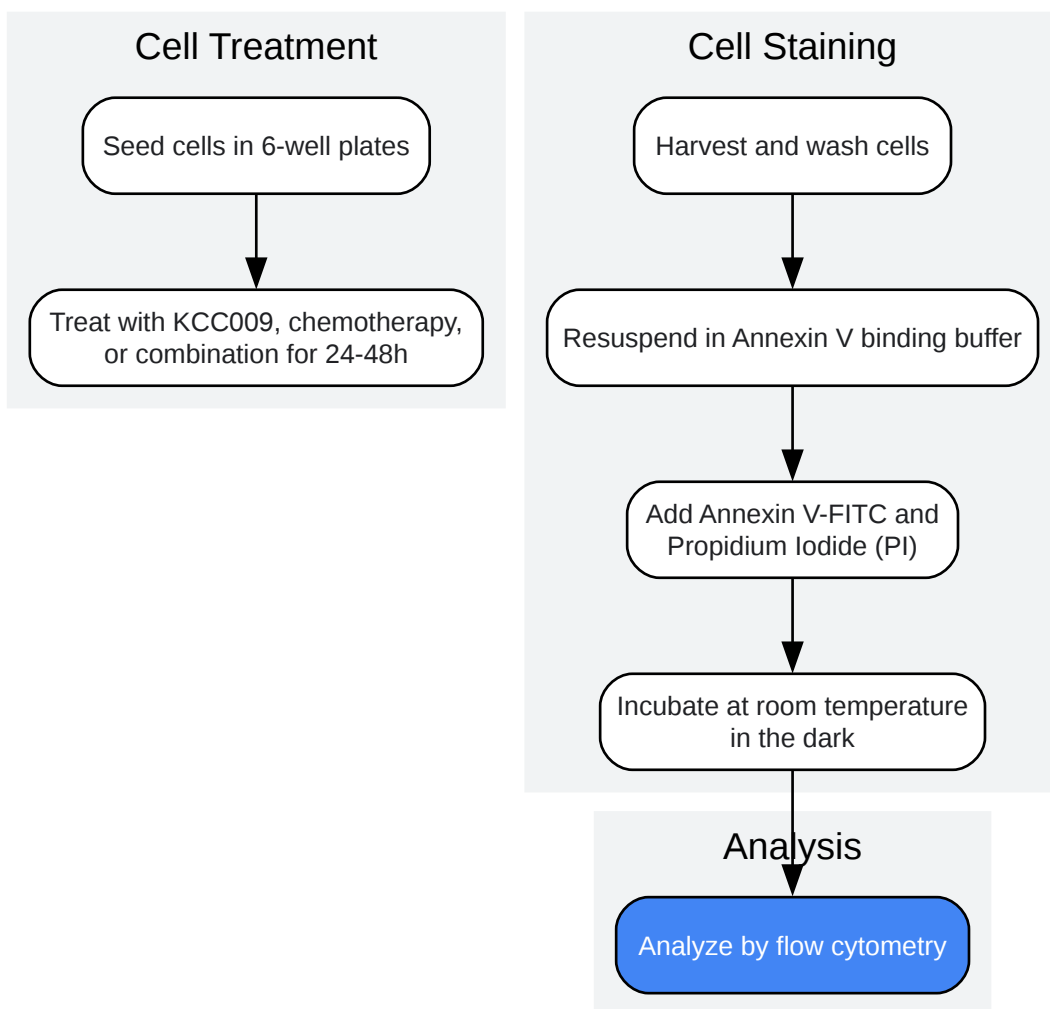 Cell Treatment
Seed cells in 6-well plates
Treat with KCC009, chemotherapy,
or combination for 24-48h
Cell Staining
Harvest and wash cells
Resuspend in Annexin V binding buffer
Add Annexin V-FITC and
Propidium Iodide (PI)
Incubate at room temperature
in the dark
Analysis
Analyze by flow cytometry